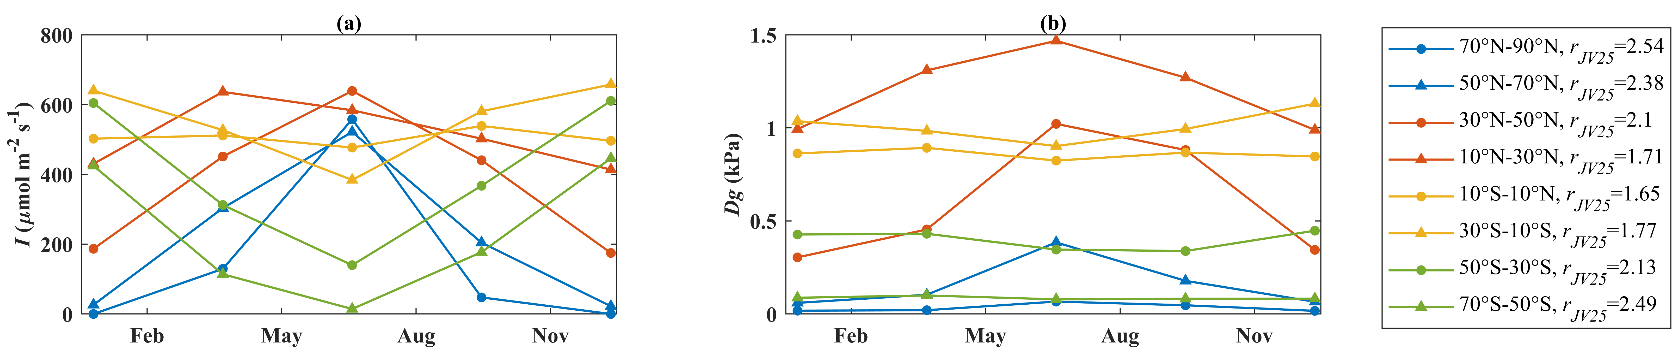 (a)
800
600
400
200
0
I (μmol m⁻² s⁻¹)
Feb May Aug Nov
(b)
1.5
1
0.5
0
Dg (kPa)
Feb May Aug Nov
70°N-90°N, rJV25=2.54
50°N-70°N, rJV25=2.38
30°N-50°N, rJV25=2.1
10°N-30°N, rJV25=1.71
10°S-10°N, rJV25=1.65
30°S-10°S, rJV25=1.77
50°S-30°S, rJV25=2.13
70°S-50°S, rJV25=2.49